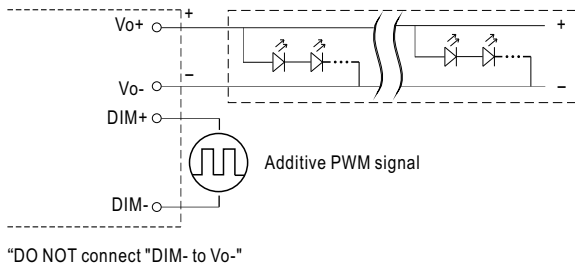 Vo+
+
+
Vo-
–
–
DIM+
Additive PWM signal
DIM-
“DO NOT connect "DIM- to Vo-"